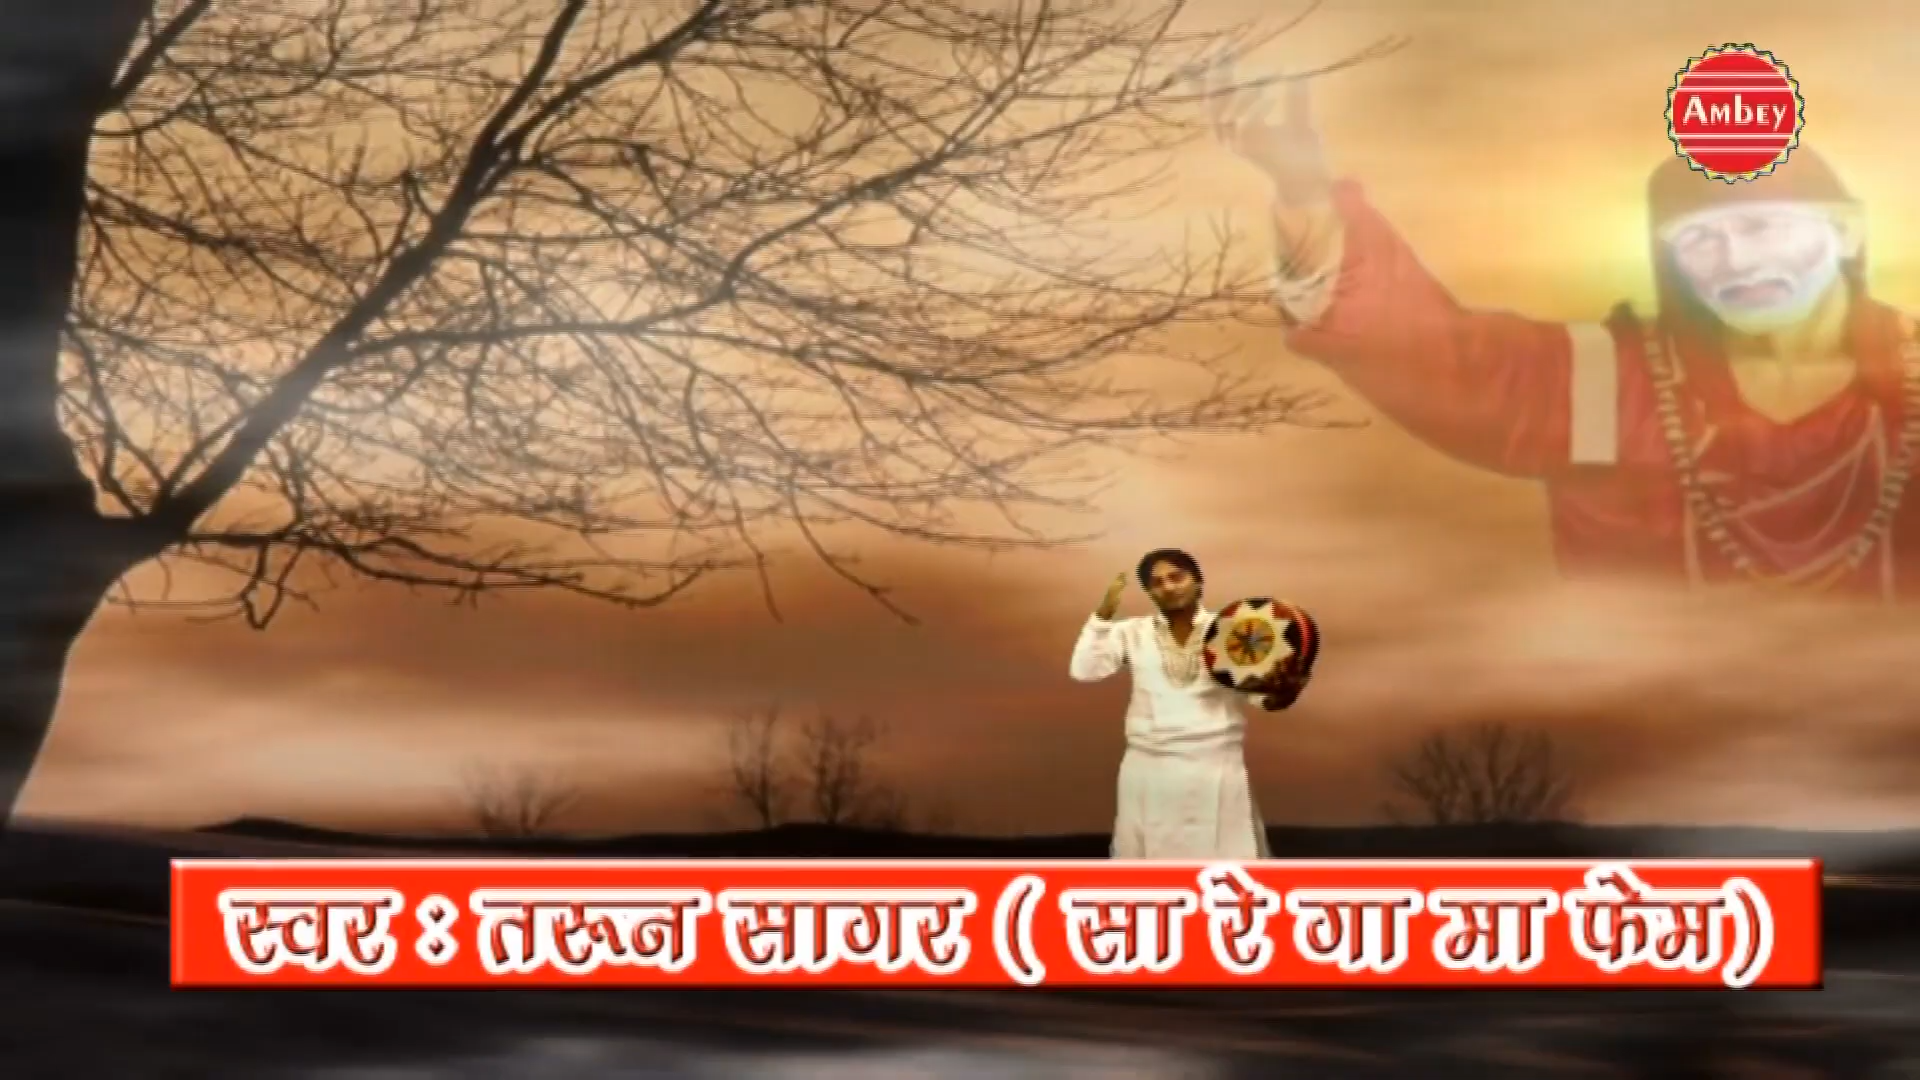 AMBEY
स्वर : तरून सागर ( सा रे गा मा फेम)